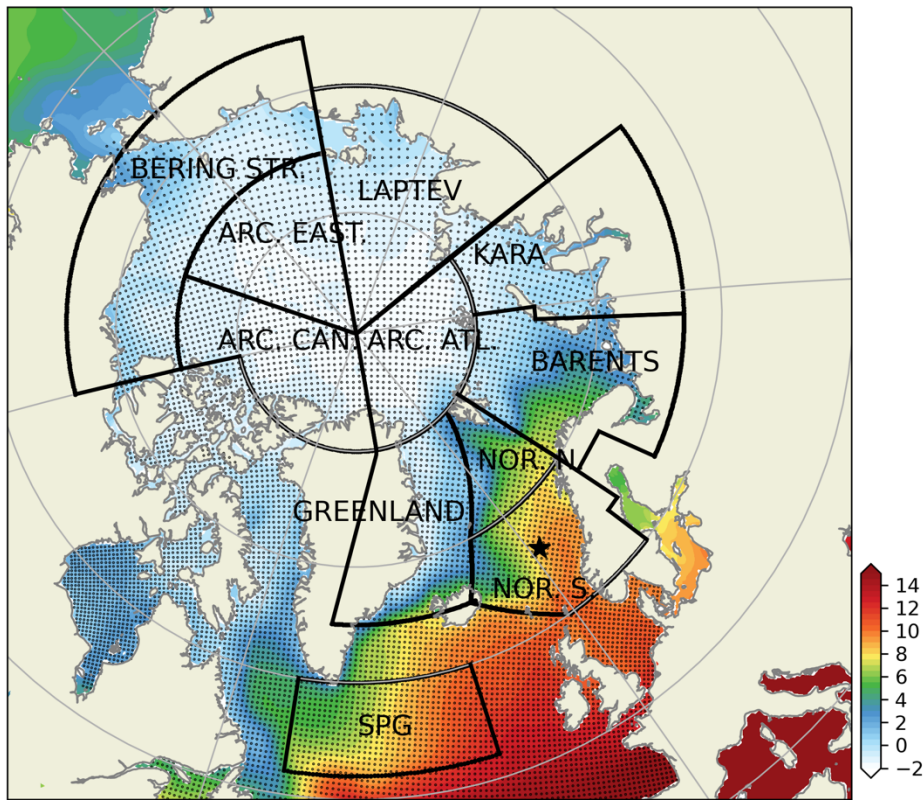 BERING STR.
LAPTEV
ARC. EAST.
KARA
ARC. CAN. ARC. ATL.
BARENTS
NOR. N
GREENLAND
NOR. S.
SPG
14
12
10
8
6
4
2
0
−2